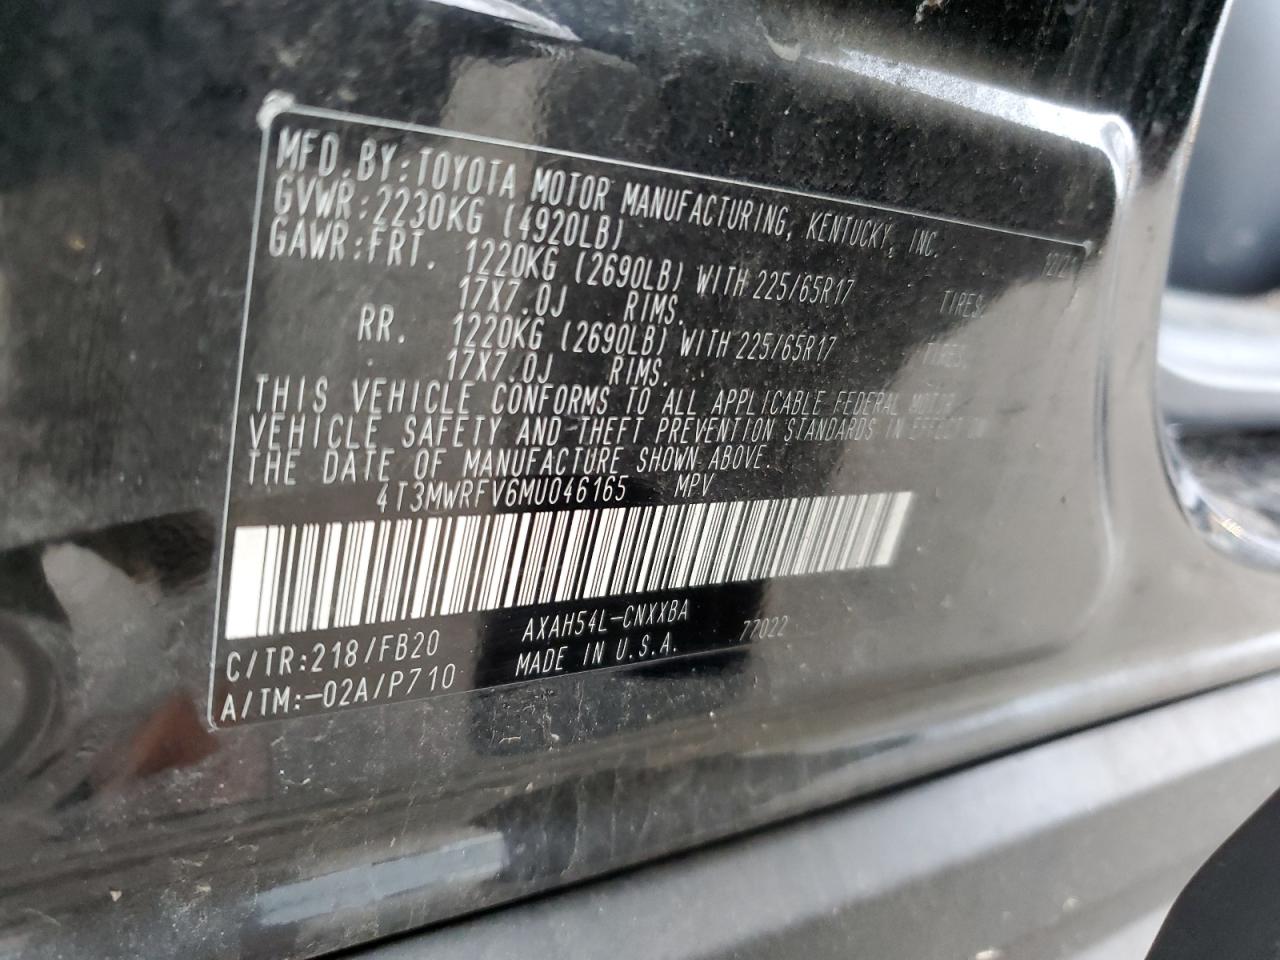 MFD. BY: TOYOTA MOTOR MANUFACTURING, KENTUCKY, INC.
GVWR: 2230KG (4920LB)
GAWR: FRT. 1220KG (2690LB) WITH 225/65R17 TIRES,
17X7.0J RIMS.
RR. 1220KG (2690LB) WITH 225/65R17 TIRES,
17X7.0J RIMS.
THIS VEHICLE CONFORMS TO ALL APPLICABLE FEDERAL MOTOR
VEHICLE SAFETY AND THEFT PREVENTION STANDARDS IN EFFECT ON
THE DATE OF MANUFACTURE SHOWN ABOVE.
4T3MWRFV6MU046165 MPV
AXAH54L-CNXXBA
C/TR:218/FB20 MADE IN U.S.A. 77022
A/TM:-02A/P710